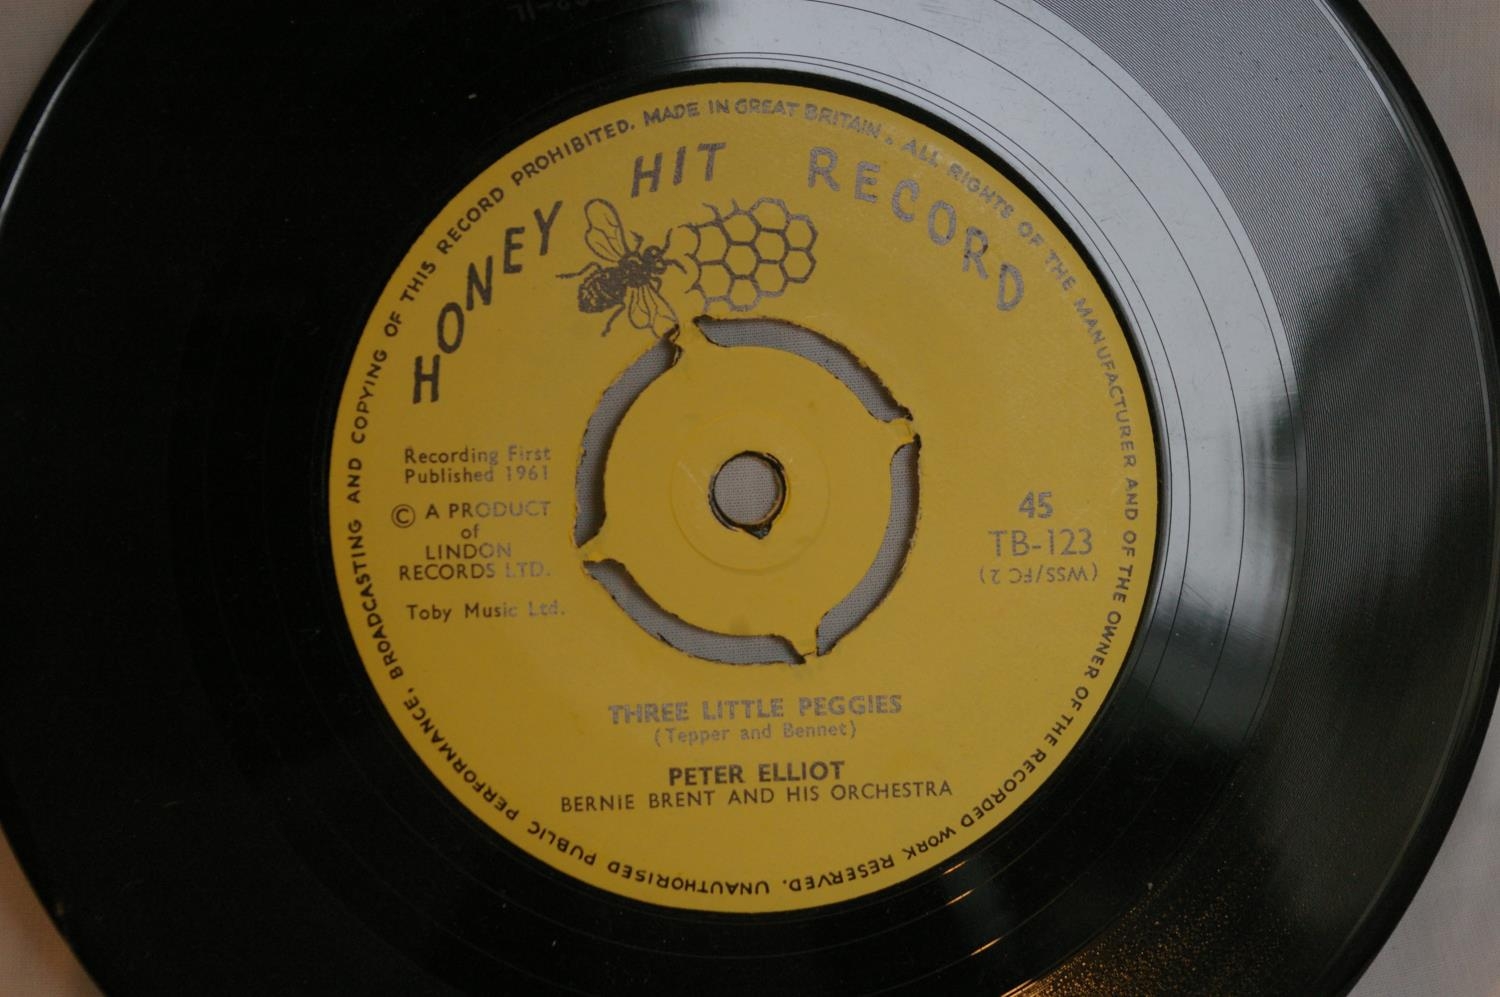 MADE IN GREAT BRITAIN. ALL RIGHTS OF THE MANUFACTURER AND OF THE OWNER OF THE RECORDED WORK RESERVED. UNAUTHORISED PUBLIC PERFORMANCE, BROADCASTING AND COPYING OF THIS RECORD PROHIBITED.
HONEY HIT RECORD
Recording First
Published 1961
© A PRODUCT
of
LINDON
RECORDS LTD.
Toby Music Ltd.
45
TB-123
(WSS/FC 2)
THREE LITTLE PEGGIES
(Tepper and Bennet)
PETER ELLIOT
BERNIE BRENT AND HIS ORCHESTRA